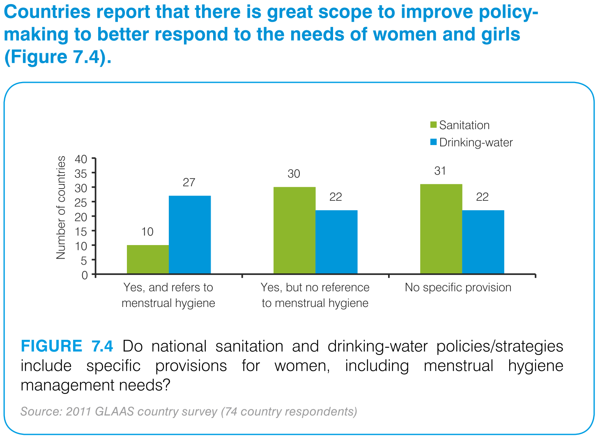 Countries report that there is great scope to improve policy-
making to better respond to the needs of women and girls
(Figure 7.4).
Sanitation
Drinking-water
Number of countries
40
35
30
25
20
15
10
5
0
10
27
30
22
31
22
Yes, and refers to
menstrual hygiene
Yes, but no reference
to menstrual hygiene
No specific provision
FIGURE 7.4 Do national sanitation and drinking-water policies/strategies
include specific provisions for women, including menstrual hygiene
management needs?
Source: 2011 GLAAS country survey (74 country respondents)